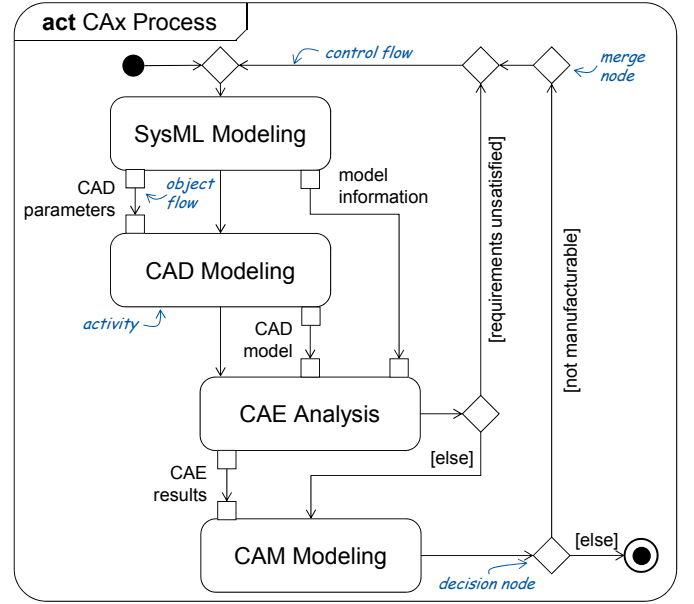 act CAx Process
control flow
merge
node
SysML Modeling
CAD
parameters
object
flow
model
information
[requirements unsatisfied]
[not manufacturable]
CAD Modeling
activity
CAD
model
CAE Analysis
[else]
CAE
results
CAM Modeling
[else]
decision node